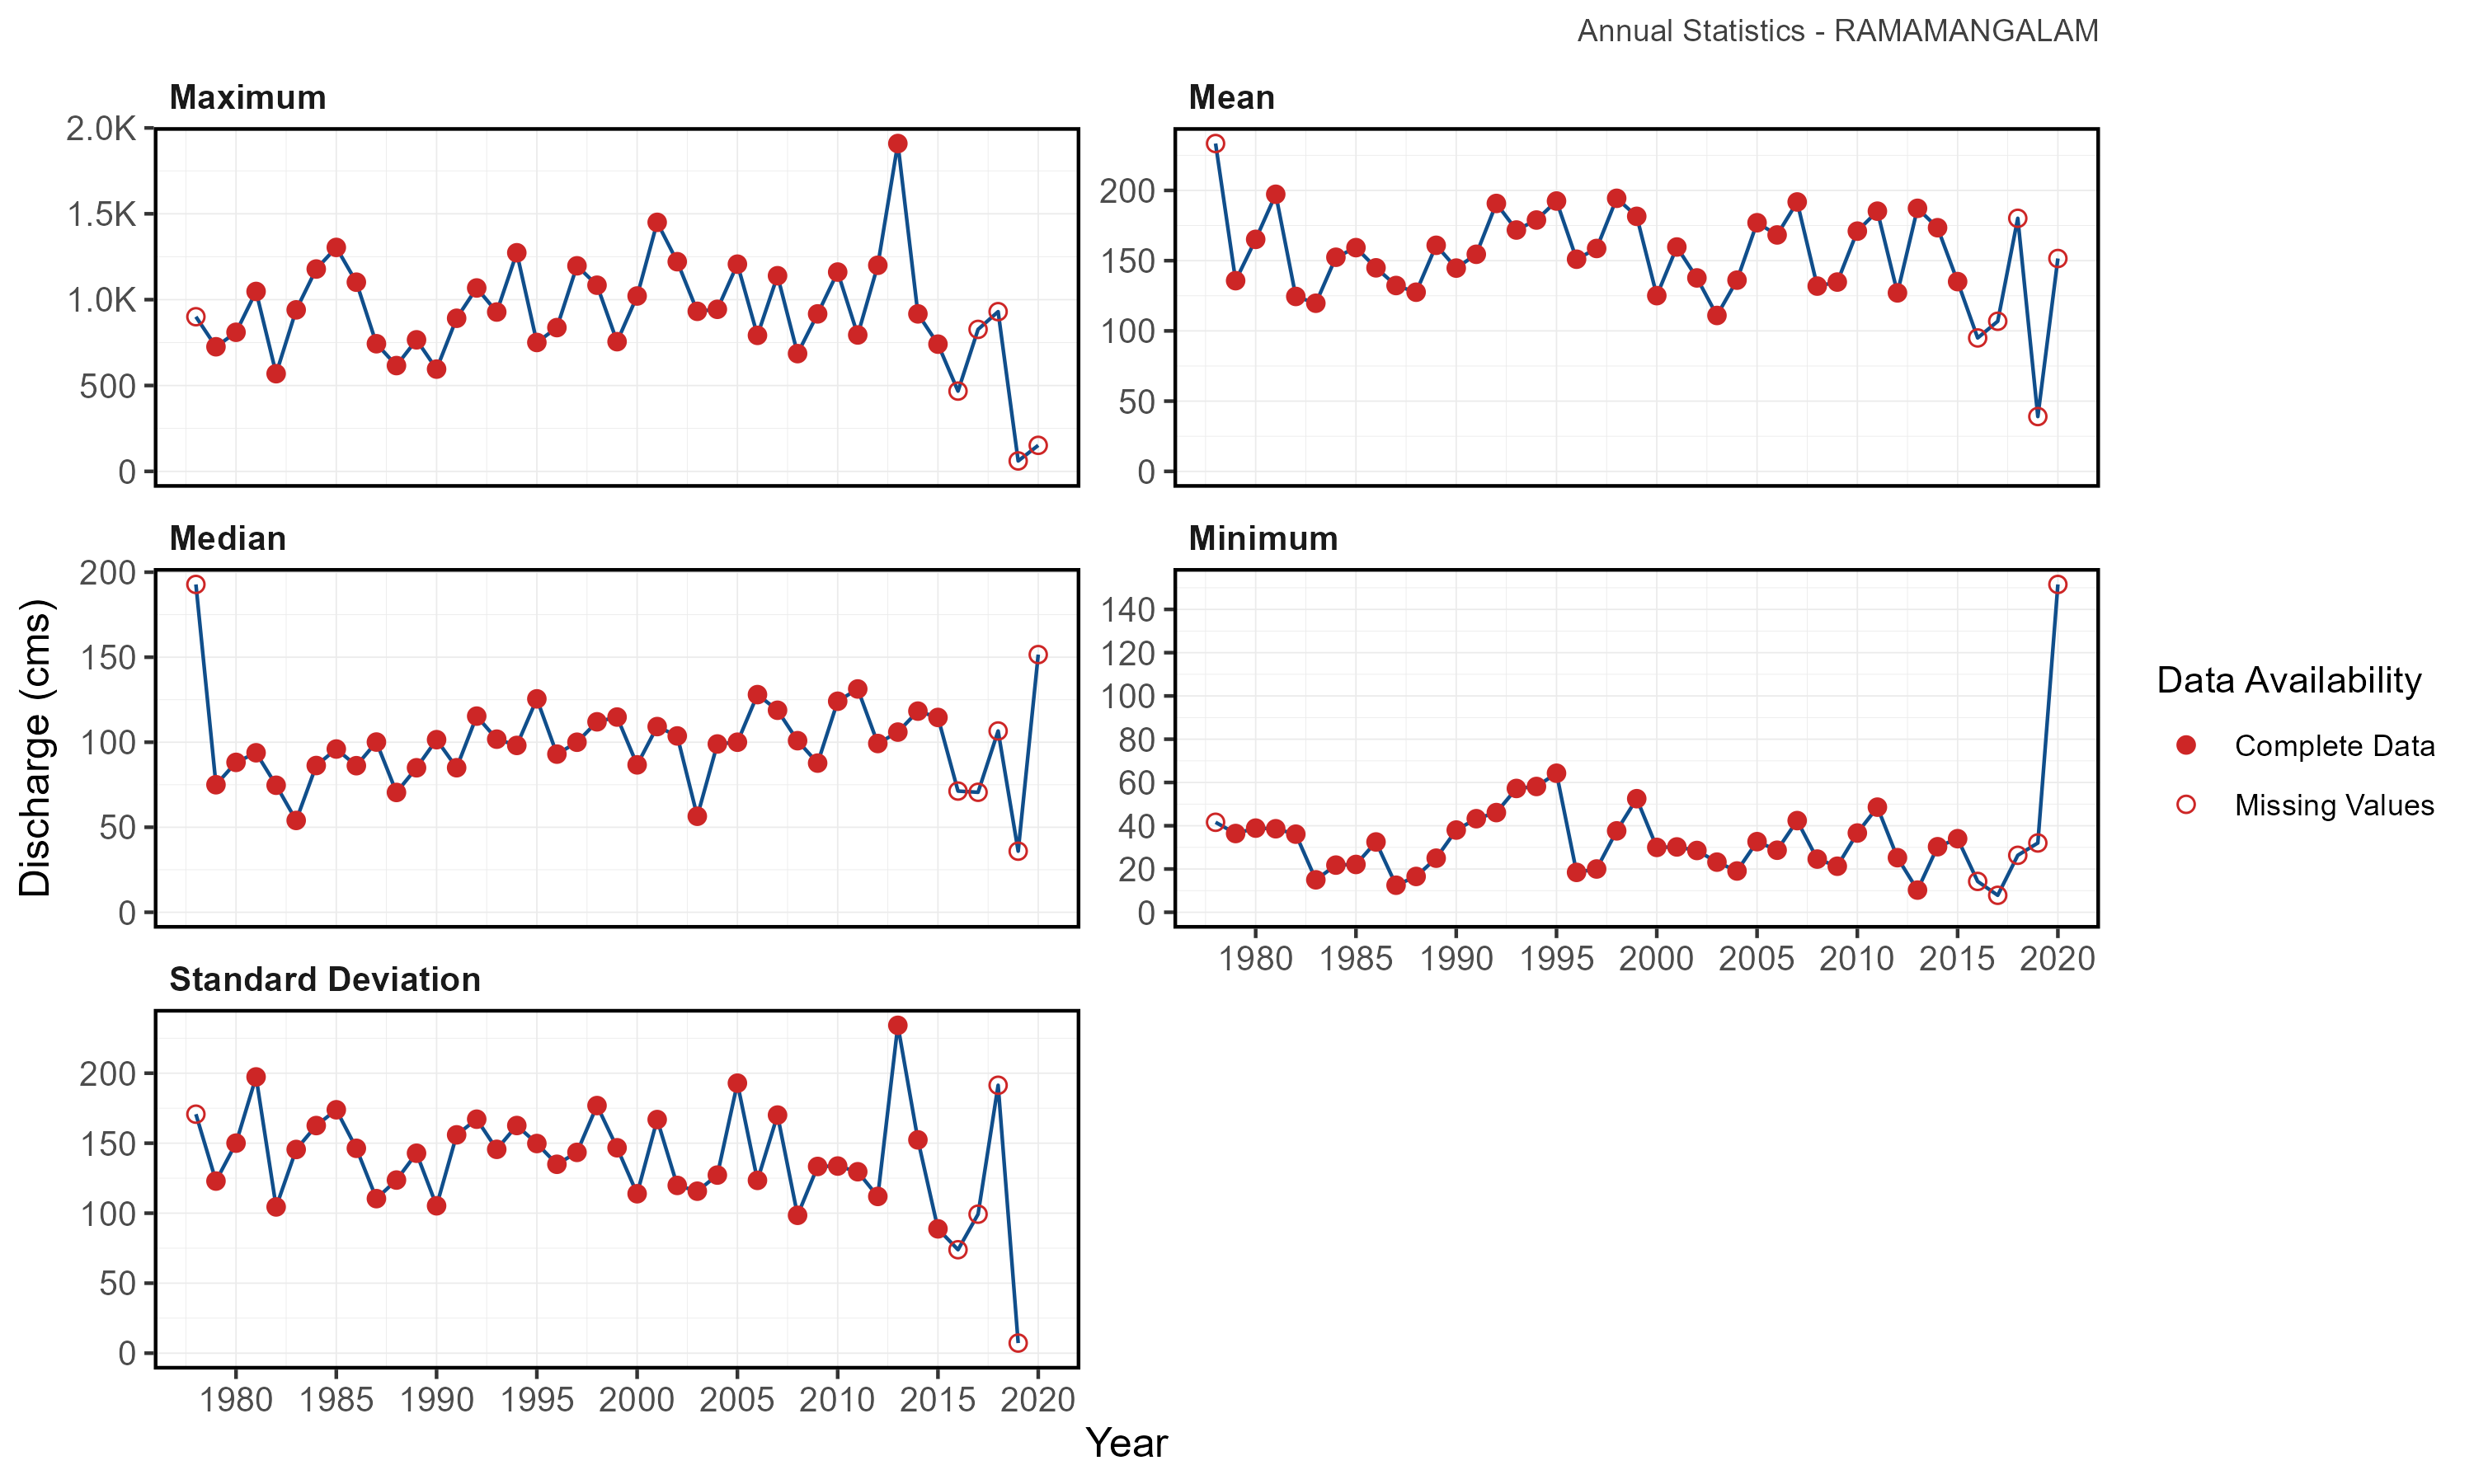 Annual Statistics - RAMAMANGALAM
Maximum
2.0K
1.5K
1.0K
500
0
Mean
200
150
100
50
0
Median
200
150
100
50
0
Minimum
140
120
100
80
60
40
20
0
1980 1985 1990 1995 2000 2005 2010 2015 2020
Standard Deviation
200
150
100
50
0
1980 1985 1990 1995 2000 2005 2010 2015 2020
Discharge (cms)
Year
Data Availability
Complete Data
Missing Values